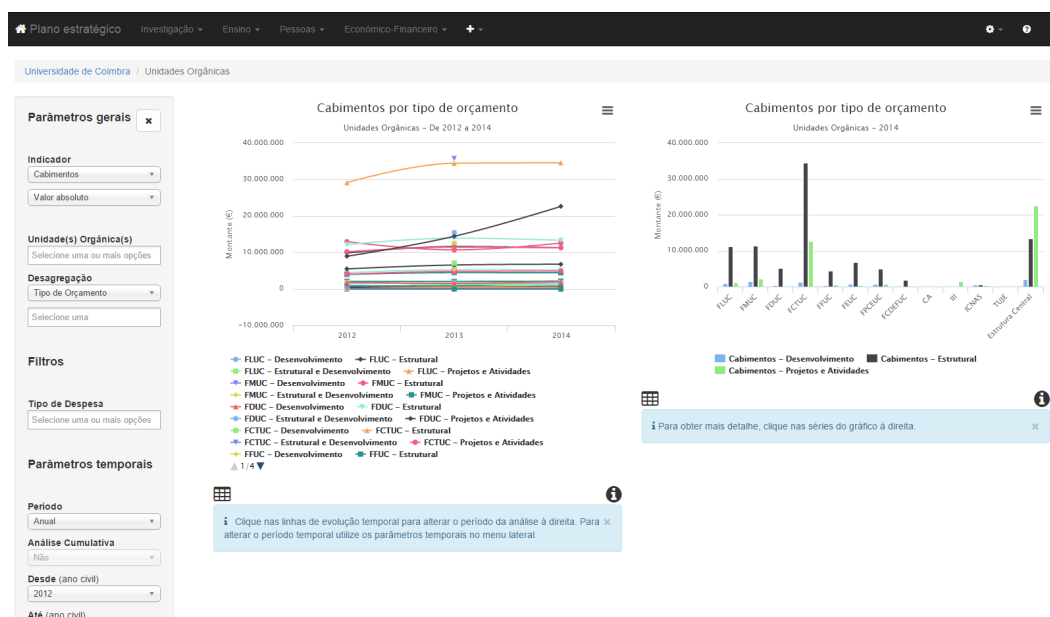 Plano estratégico Investigação Ensino Pessoas Económico-Financeiro
Universidade de Coimbra / Unidades Orgânicas
Parâmetros gerais
Indicador
Cabimentos
Valor absoluto
Unidade(s) Orgânica(s)
Selecione uma ou mais opções
Desagregação
Tipo de Orçamento
Selecione uma
Filtros
Tipo de Despesa
Selecione uma ou mais opções
Parâmetros temporais
Período
Anual
Análise Cumulativa
Não
Desde (ano civil)
2012
Até (ano civil)
Cabimentos por tipo de orçamento
Unidades Orgânicas – De 2012 a 2014
Montante (€)
40.000.000
30.000.000
20.000.000
10.000.000
0
-10.000.000
2012 2013 2014
FLUC – Desenvolvimento FLUC – Estrutural
FLUC – Estrutural e Desenvolvimento FLUC – Projetos e Atividades
FMUC – Desenvolvimento FMUC – Estrutural
FMUC – Estrutural e Desenvolvimento FMUC – Projetos e Atividades
FDUC – Desenvolvimento FDUC – Estrutural
FDUC – Estrutural e Desenvolvimento FDUC – Projetos e Atividades
FCTUC – Desenvolvimento FCTUC – Estrutural
FCTUC – Estrutural e Desenvolvimento FCTUC – Projetos e Atividades
FFUC – Desenvolvimento FFUC – Estrutural
1/4
Clique nas linhas de evolução temporal para alterar o período da análise à direita. Para
alterar o período temporal utilize os parâmetros temporais no menu lateral.
Cabimentos por tipo de orçamento
Unidades Orgânicas – 2014
Montante (€)
40.000.000
30.000.000
20.000.000
10.000.000
0
FLUC FMUC FDUC FCTUC FFUC FEUC FPCEUC FCDEFUC CA III ICNAS TUJE Estrutura Central
Cabimentos – Desenvolvimento Cabimentos – Estrutural
Cabimentos – Projetos e Atividades
Para obter mais detalhe, clique nas séries do gráfico à direita.